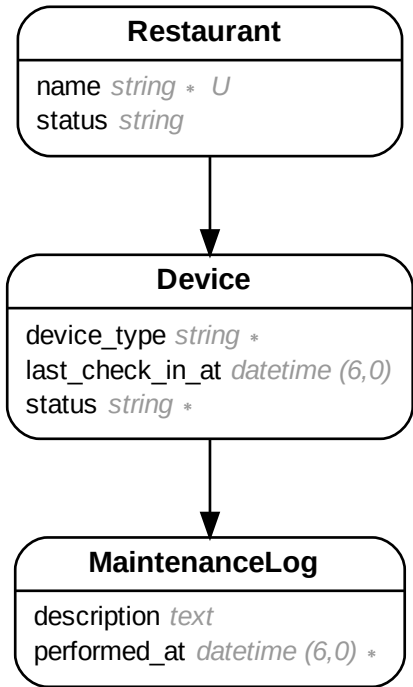 Restaurant
name string * U
status string
Device
device_type string *
last_check_in_at datetime (6,0)
status string *
MaintenanceLog
description text
performed_at datetime (6,0) *